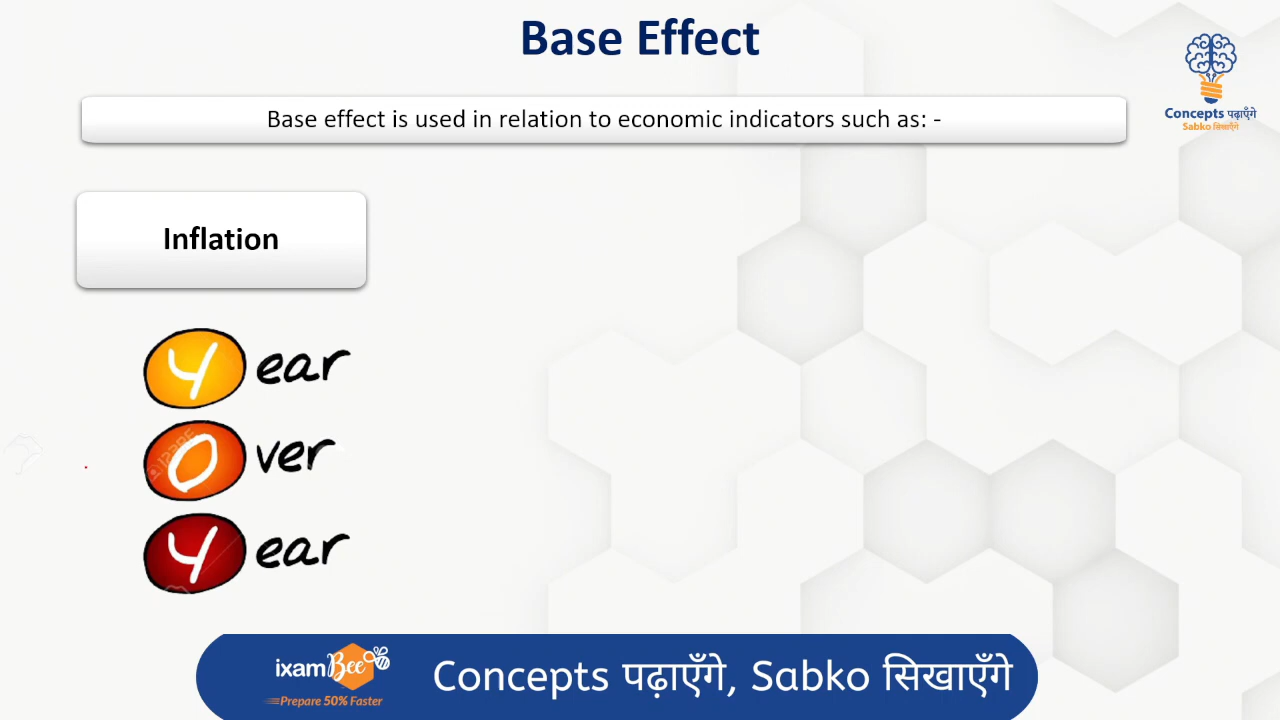 Base Effect
Concepts पढ़ाएँगे
Sabko सिखाएँगे
Base effect is used in relation to economic indicators such as: -
Inflation
Year
Over
Year
ixamBee
Prepare 50% Faster
Concepts पढ़ाएँगे, Sabko सिखाएँगे